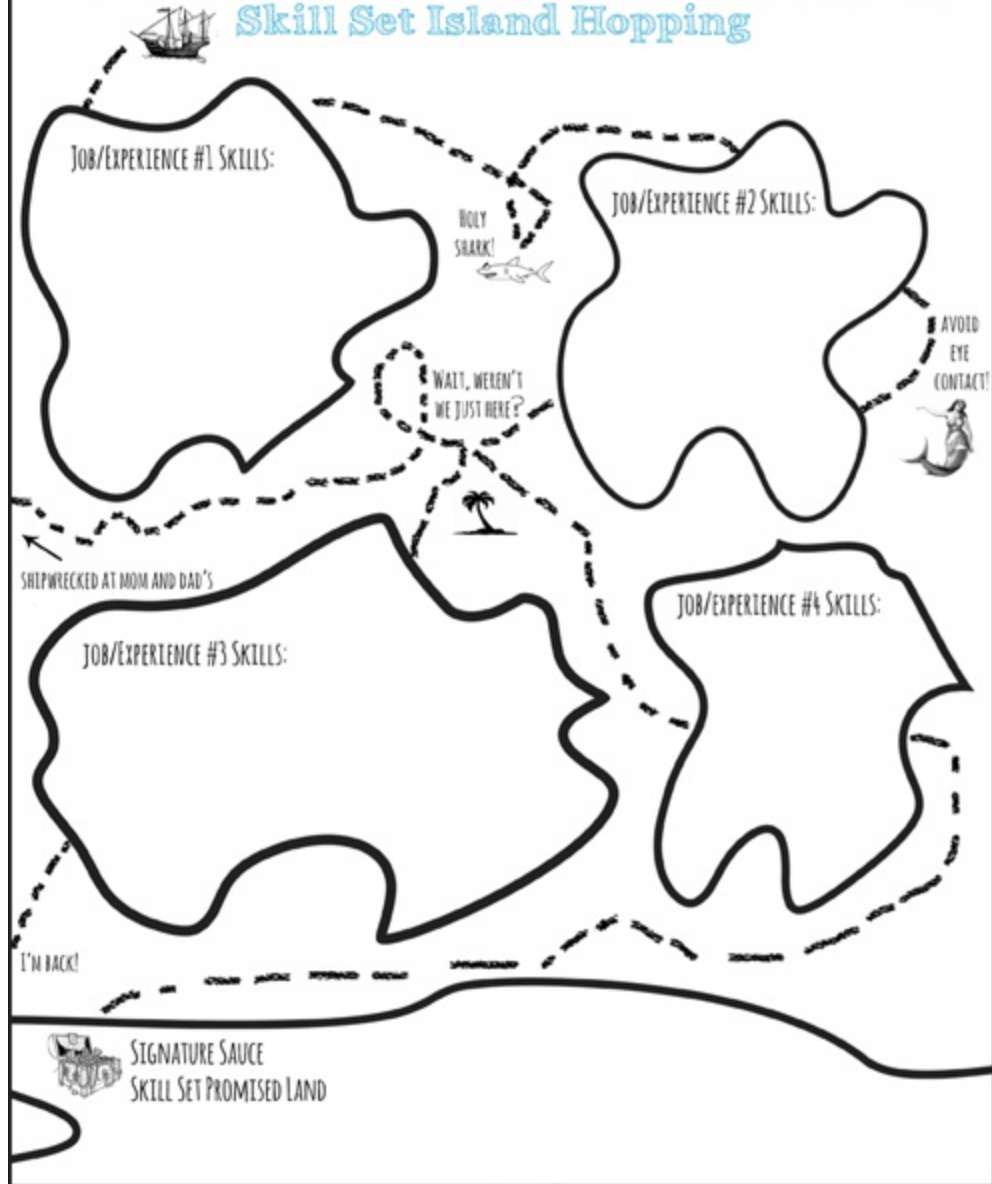 Skill Set Island Hopping
Job/Experience #1 Skills:
Job/Experience #2 Skills:
Holy
shark!
Avoid
eye
contact!
Wait, weren't
we just here?
Shipwrecked at Mom and Dad's
Job/Experience #3 Skills:
Job/Experience #4 Skills:
I'm back!
Signature Sauce
Skill Set Promised Land